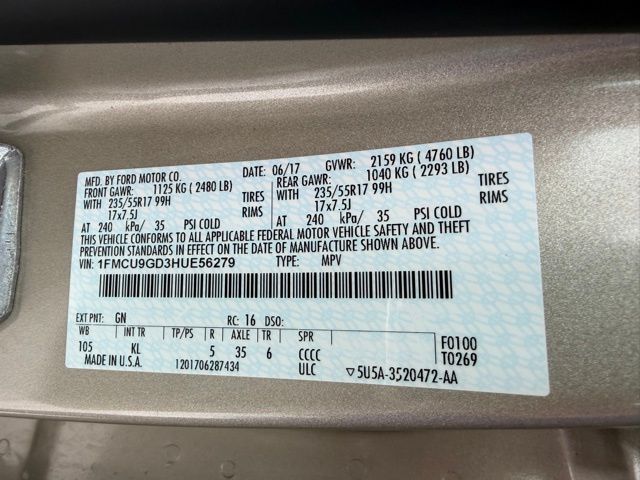 MFD. BY FORD MOTOR CO. DATE: 06/17 GVWR: 2159 KG ( 4760 LB)
FRONT GAWR: 1125 KG ( 2480 LB) REAR GAWR: 1040 KG ( 2293 LB)
WITH 235/55R17 99H TIRES WITH 235/55R17 99H TIRES
17x7.5J RIMS 17x7.5J RIMS
AT 240 kPa/ 35 PSI COLD AT 240 kPa/ 35 PSI COLD
THIS VEHICLE CONFORMS TO ALL APPLICABLE FEDERAL MOTOR VEHICLE SAFETY AND THEFT
PREVENTION STANDARDS IN EFFECT ON THE DATE OF MANUFACTURE SHOWN ABOVE.
1FMCU9GD3HUE56279 TYPE: MPV
EXT PNT: GN RC: 16 DSO:
WB INT TR TP/PS R AXLE TR SPR F0100
105 KL 5 35 6 CCCC T0269
MADE IN U.S.A. 1201706287434 ULC ▽5U5A-3520472-AA